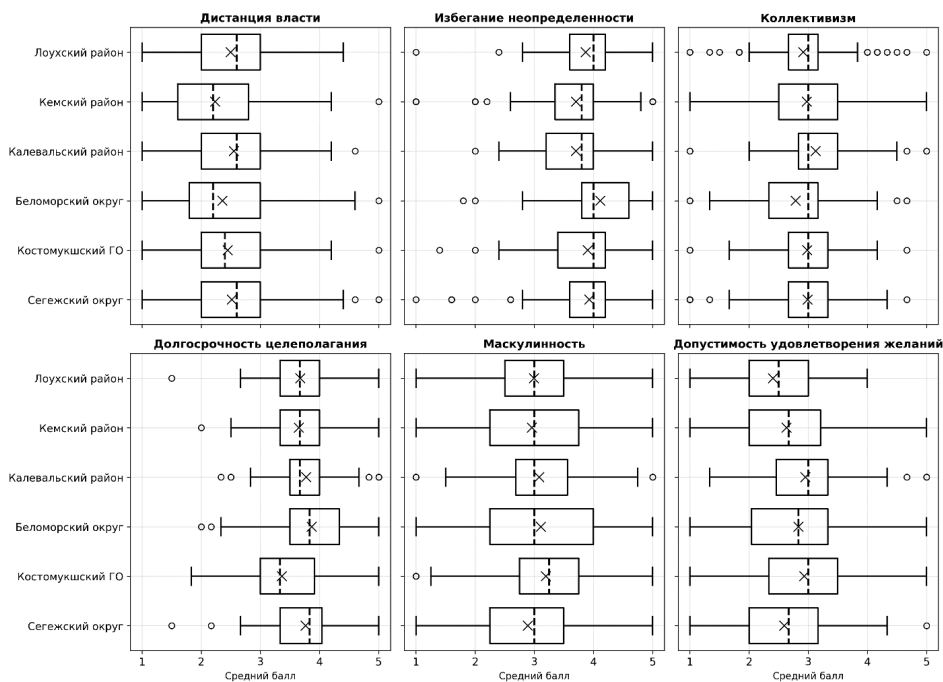 Дистанция власти
Избегание неопределенности
Коллективизм
Лоухский район
Кемский район
Калевальский район
Беломорский округ
Костомукшский ГО
Сегежский округ
Долгосрочность целеполагания
Маскулинность
Допустимость удовлетворения желаний
Лоухский район
Кемский район
Калевальский район
Беломорский округ
Костомукшский ГО
Сегежский округ
1 2 3 4 5
1 2 3 4 5
1 2 3 4 5
Средний балл
Средний балл
Средний балл